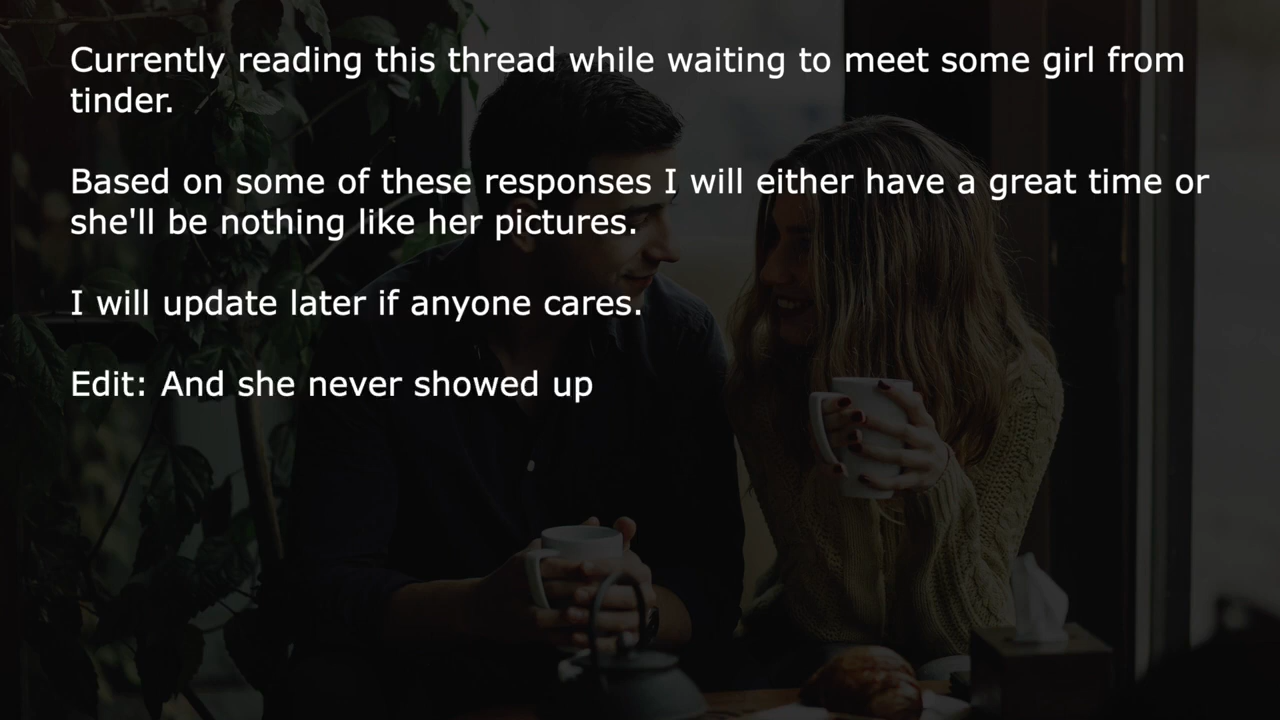 Currently reading this thread while waiting to meet some girl from
tinder.
Based on some of these responses I will either have a great time or
she'll be nothing like her pictures.
I will update later if anyone cares.
Edit: And she never showed up